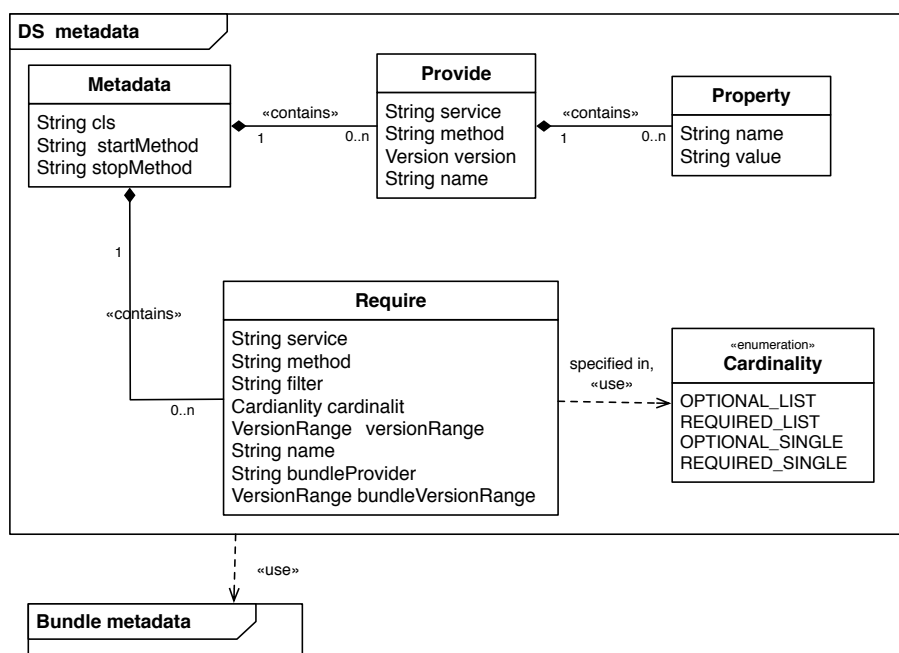 DS metadata
Metadata
String cls
String startMethod
String stopMethod
«contains»
1
0..n
Provide
String service
String method
Version version
String name
«contains»
1
0..n
Property
String name
String value
1
«contains»
0..n
Require
String service
String method
String filter
Cardianlity cardinalit
VersionRange versionRange
String name
String bundleProvider
VersionRange bundleVersionRange
specified in,
«use»
«enumeration»
Cardinality
OPTIONAL_LIST
REQUIRED_LIST
OPTIONAL_SINGLE
REQUIRED_SINGLE
«use»
Bundle metadata